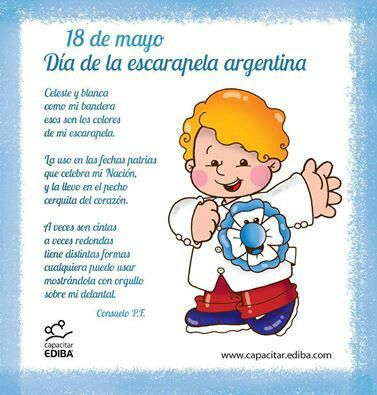 18 de mayo
Día de la escarapela argentina
Celeste y blanca
como mi bandera
esos son los colores
de mi escarapela.
La uso en las fechas patrias
que celebra mi Nación,
y la llevo en el pecho
cerquita del corazón.
A veces son cintas
a veces redondas
tiene distintas formas
cualquiera puedo usar
mostrándola con orgullo
sobre mi delantal.
Consuelo P.F.
capacitar
EDIBA
www.capacitar.ediba.com